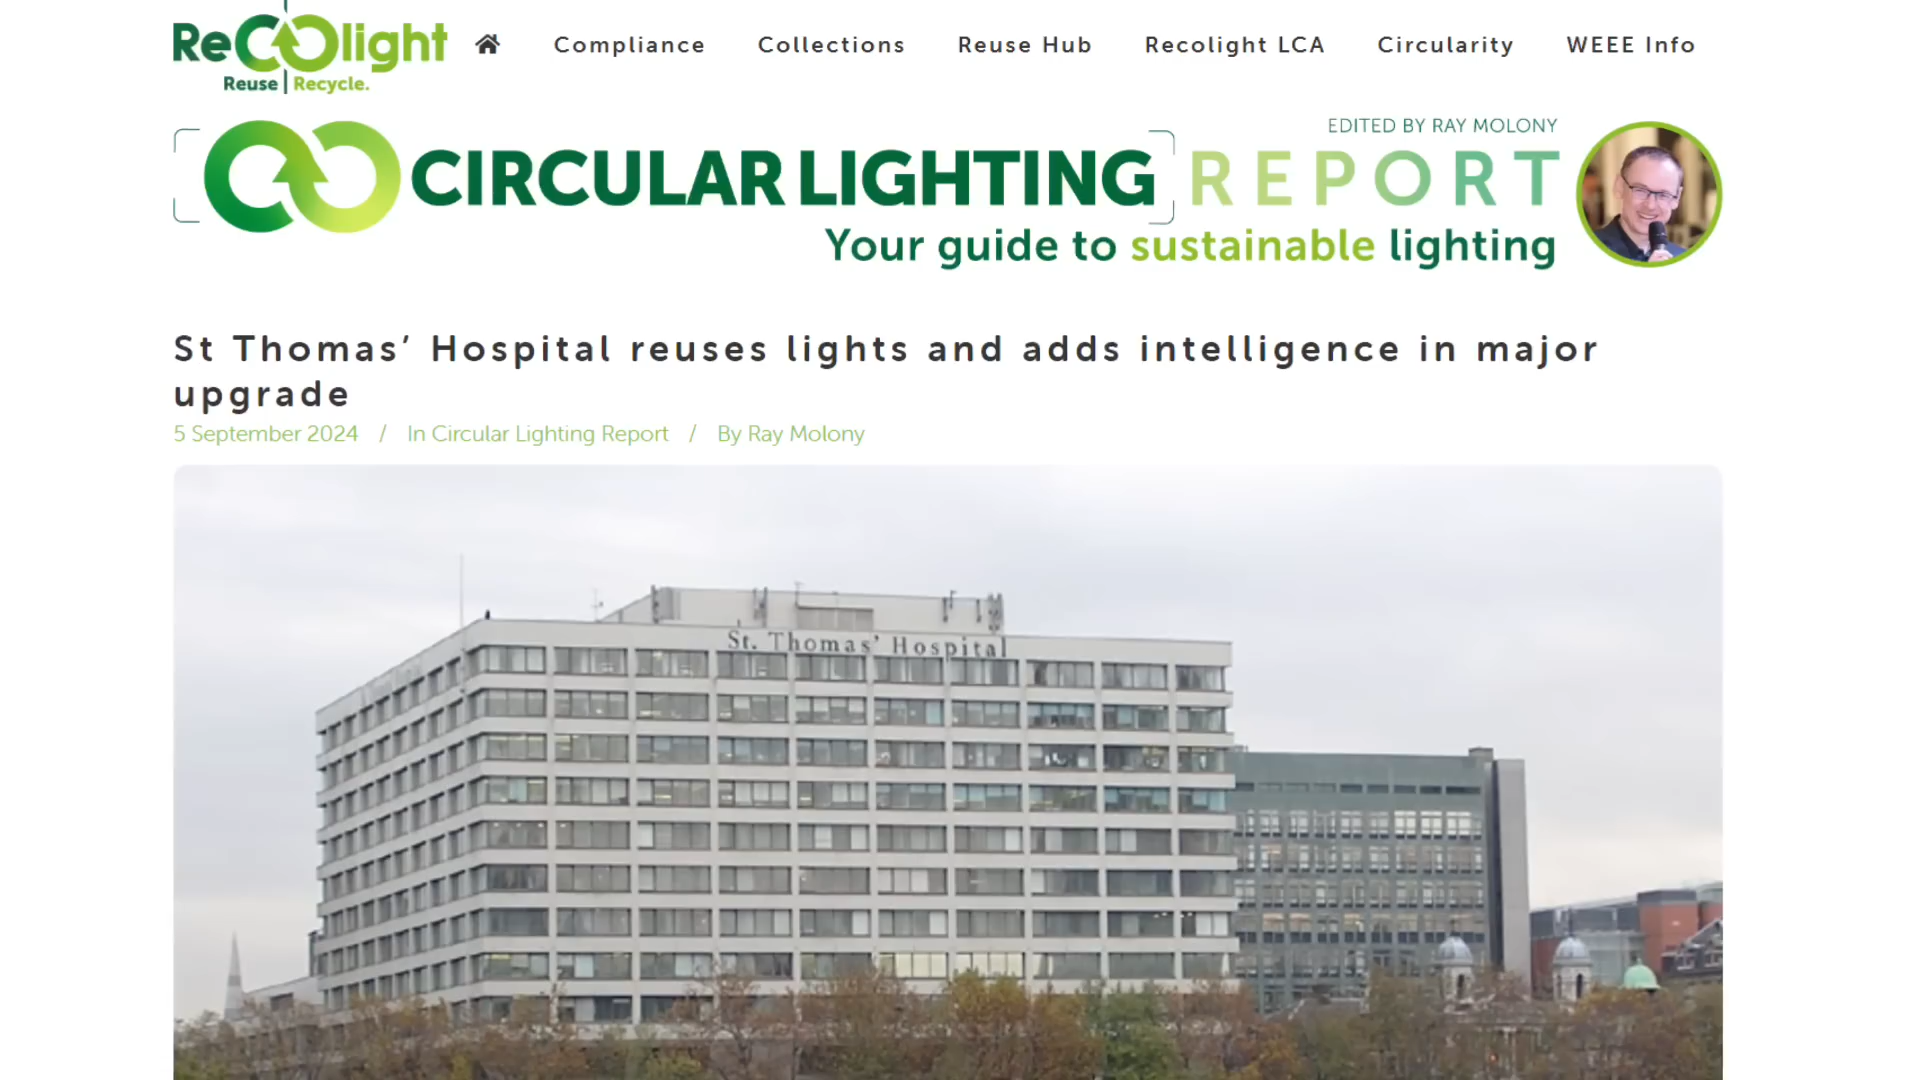 ReCOlight
Reuse | Recycle.
Compliance
Collections
Reuse Hub
Recolight LCA
Circularity
WEEE Info
EDITED BY RAY MOLONY
CIRCULAR LIGHTING REPORT
Your guide to sustainable lighting
St Thomas’ Hospital reuses lights and adds intelligence in major
upgrade
5 September 2024 / In Circular Lighting Report / By Ray Molony
St. Thomas' Hospital